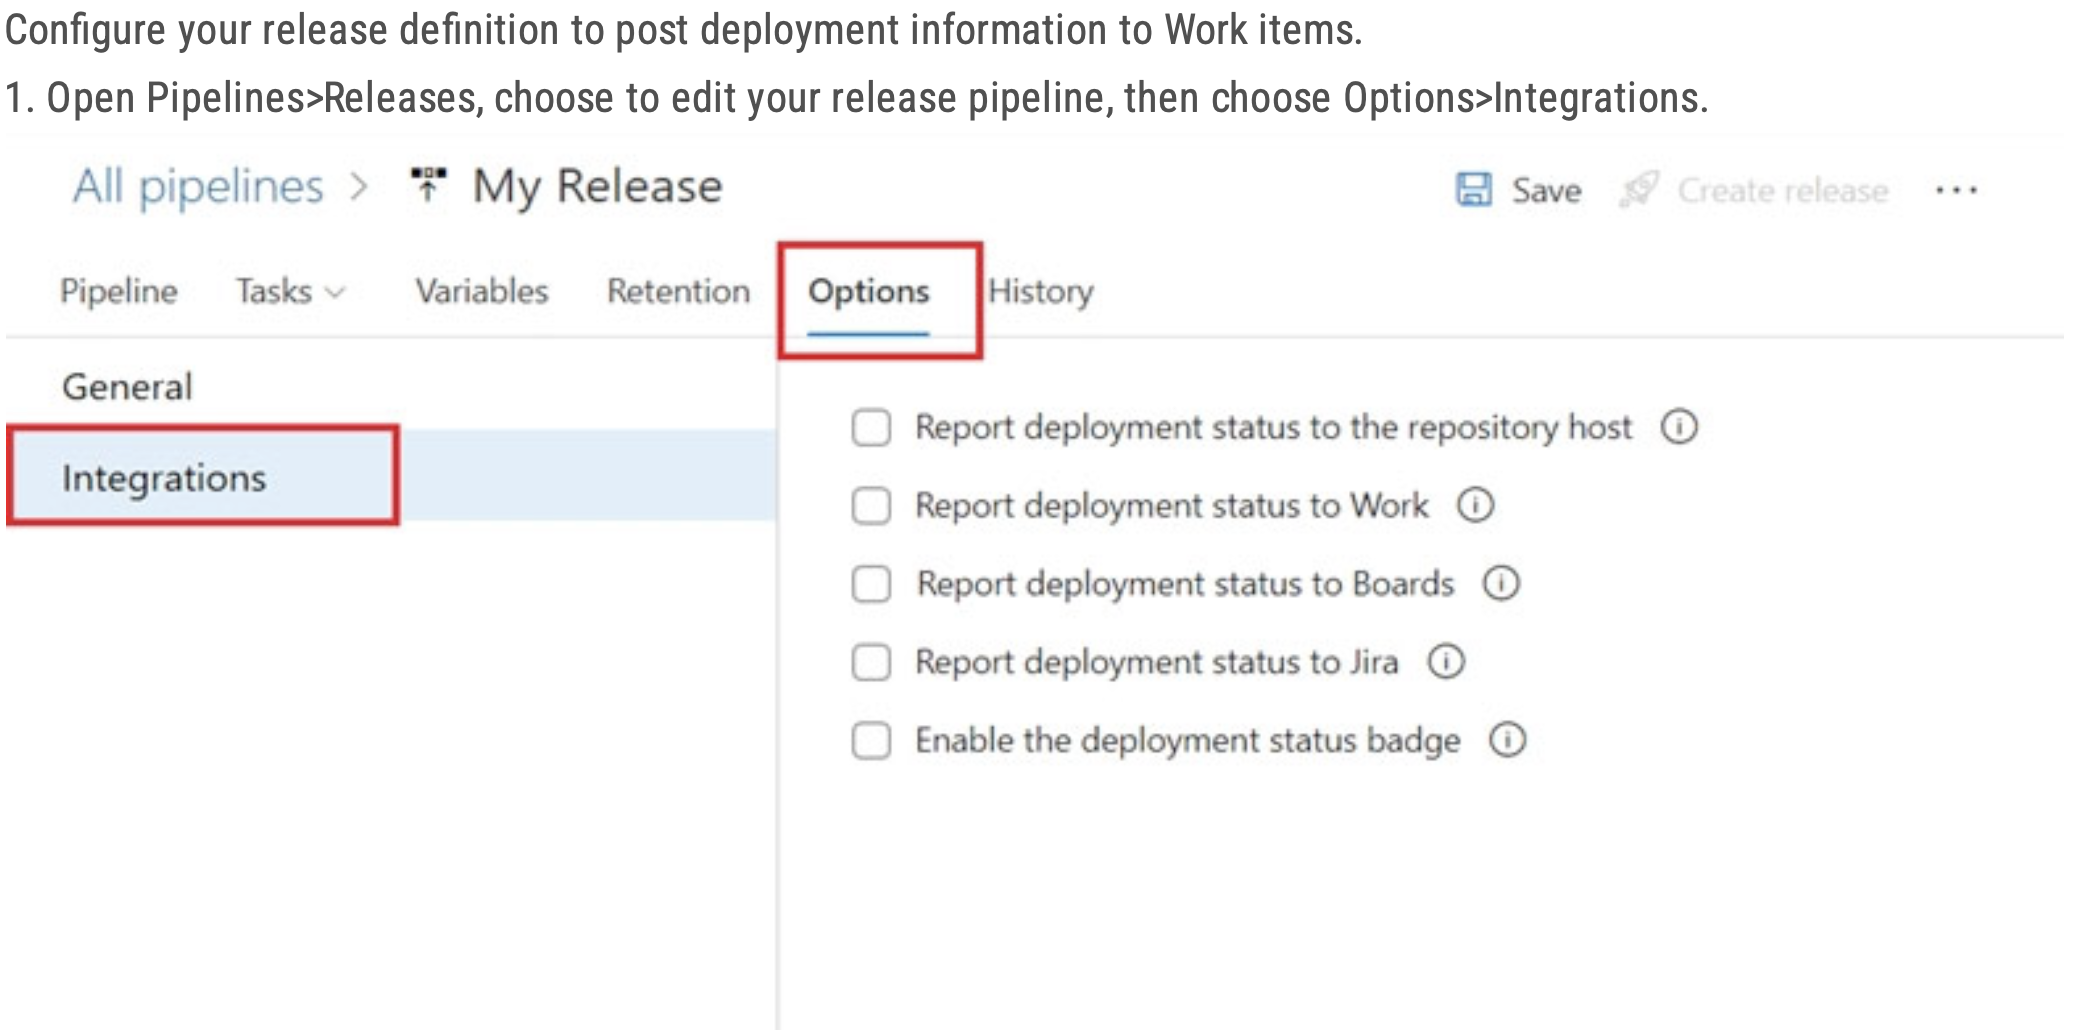 Configure your release definition to post deployment information to Work items.
1. Open Pipelines>Releases, choose to edit your release pipeline, then choose Options>Integrations.
All pipelines > My Release
Save Create release ...
Pipeline Tasks Variables Retention Options History
General
Integrations
Report deployment status to the repository host
Report deployment status to Work
Report deployment status to Boards
Report deployment status to Jira
Enable the deployment status badge